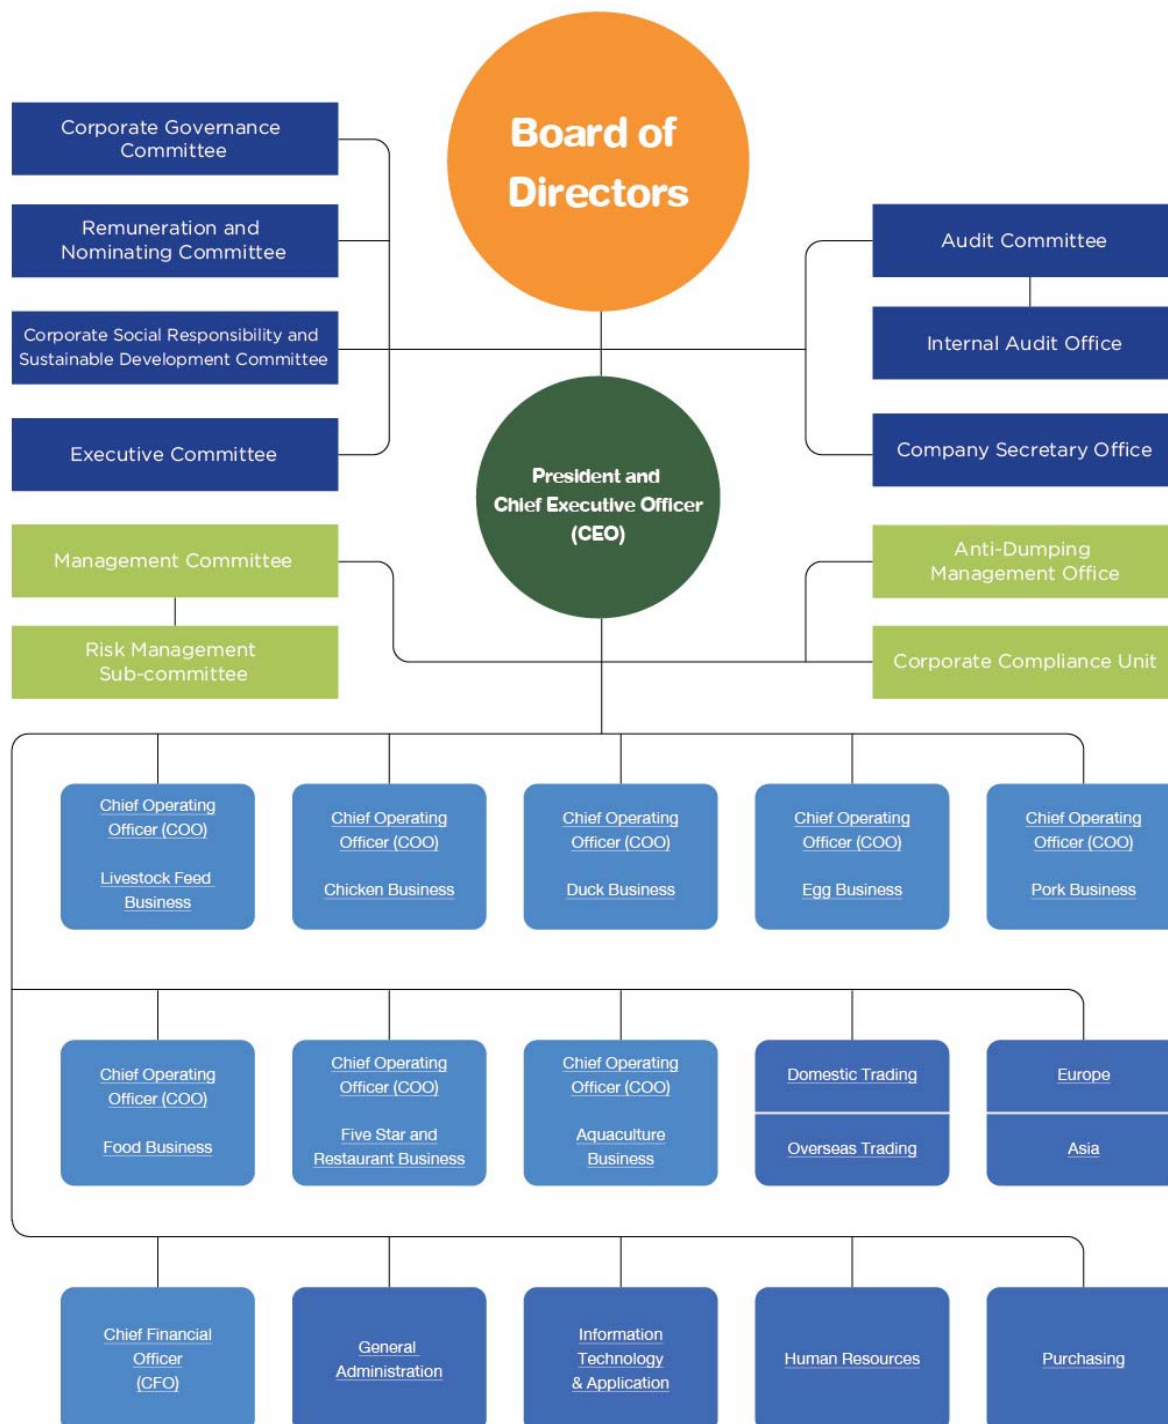 Board of
Directors
Corporate Governance
Committee
Remuneration and
Nominating Committee
Corporate Social Responsibility and
Sustainable Development Committee
Executive Committee
Audit Committee
Internal Audit Office
Company Secretary Office
President and
Chief Executive Officer
(CEO)
Management Committee
Risk Management
Sub-committee
Anti-Dumping
Management Office
Corporate Compliance Unit
Chief Operating
Officer (COO)
Livestock Feed
Business
Chief Operating
Officer (COO)
Chicken Business
Chief Operating
Officer (COO)
Duck Business
Chief Operating
Officer (COO)
Egg Business
Chief Operating
Officer (COO)
Pork Business
Chief Operating
Officer (COO)
Food Business
Chief Operating
Officer (COO)
Five Star and
Restaurant Business
Chief Operating
Officer (COO)
Aquaculture
Business
Domestic Trading
Overseas Trading
Europe
Asia
Chief Financial
Officer
(CFO)
General
Administration
Information
Technology
& Application
Human Resources
Purchasing